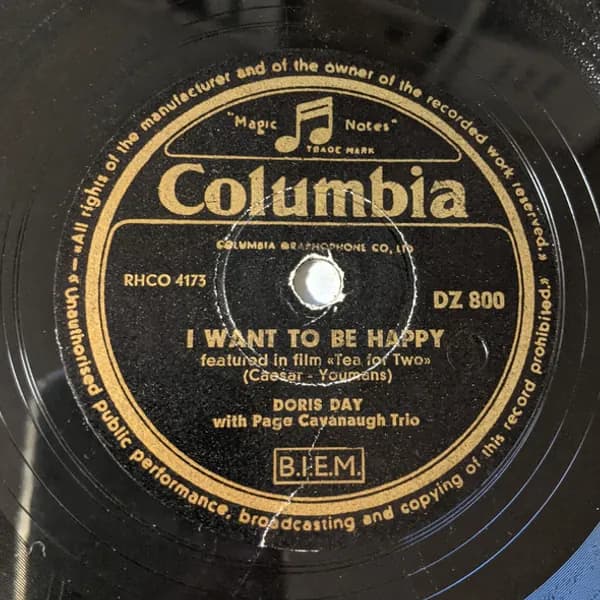 «All rights of the manufacturer and of the owner of the recorded work reserved.»
"Magic Notes"
TRADE MARK
Columbia
COLUMBIA GRAPHOPHONE CO, LTD
RHCO 4173
DZ 800
I WANT TO BE HAPPY
featured in film «Tea for Two»
(Caesar - Youmans)
DORIS DAY
with Page Cavanaugh Trio
B.I.E.M.
— «Unauthorised public performance, broadcasting and copying of this record prohibited.»